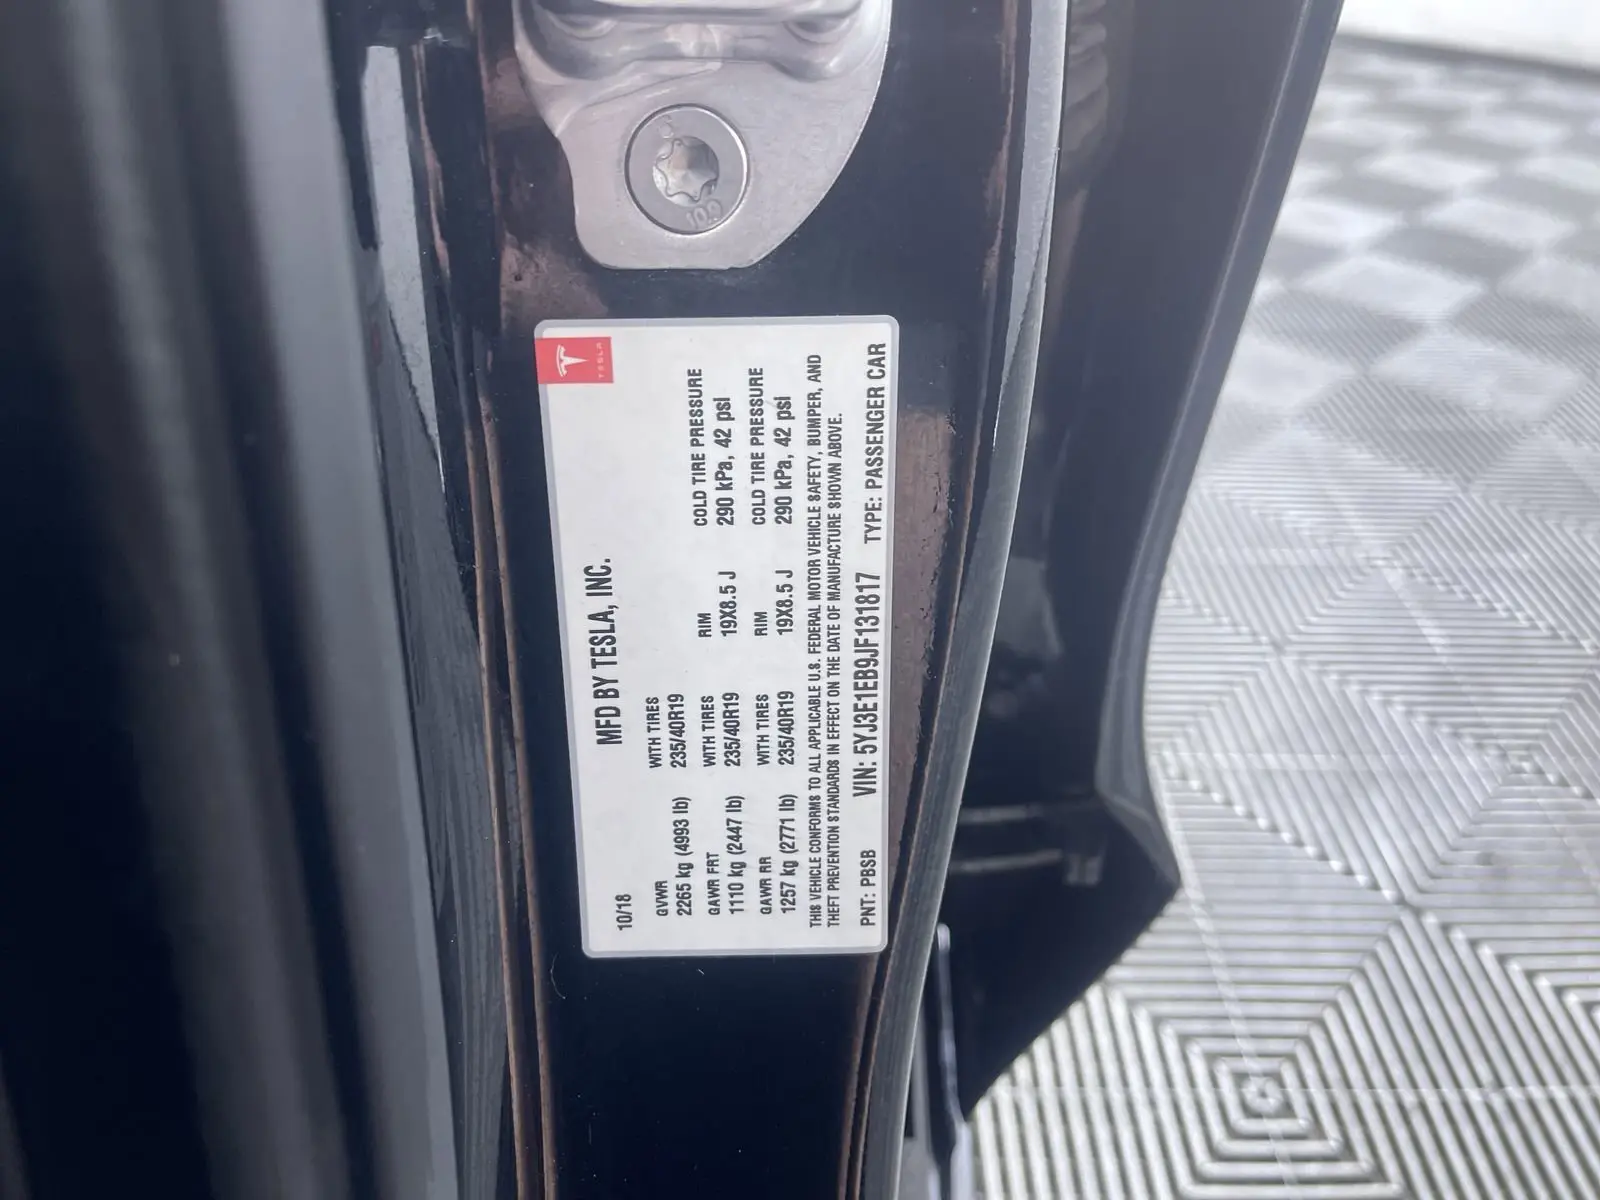 TESLA
MFD BY TESLA, INC.
10/18
GVWR WITH TIRES
2265 kg (4993 lb) 235/40R19
GAWR FRT WITH TIRES RIM COLD TIRE PRESSURE
1110 kg (2447 lb) 235/40R19 19X8.5 J 290 kPa, 42 psi
GAWR RR WITH TIRES RIM COLD TIRE PRESSURE
1257 kg (2771 lb) 235/40R19 19X8.5 J 290 kPa, 42 psi
THIS VEHICLE CONFORMS TO ALL APPLICABLE U.S. FEDERAL MOTOR VEHICLE SAFETY, BUMPER, AND
THEFT PREVENTION STANDARDS IN EFFECT ON THE DATE OF MANUFACTURE SHOWN ABOVE.
PNT: PBSB VIN: 5YJ3E1EB9JF131817 TYPE: PASSENGER CAR
10.9